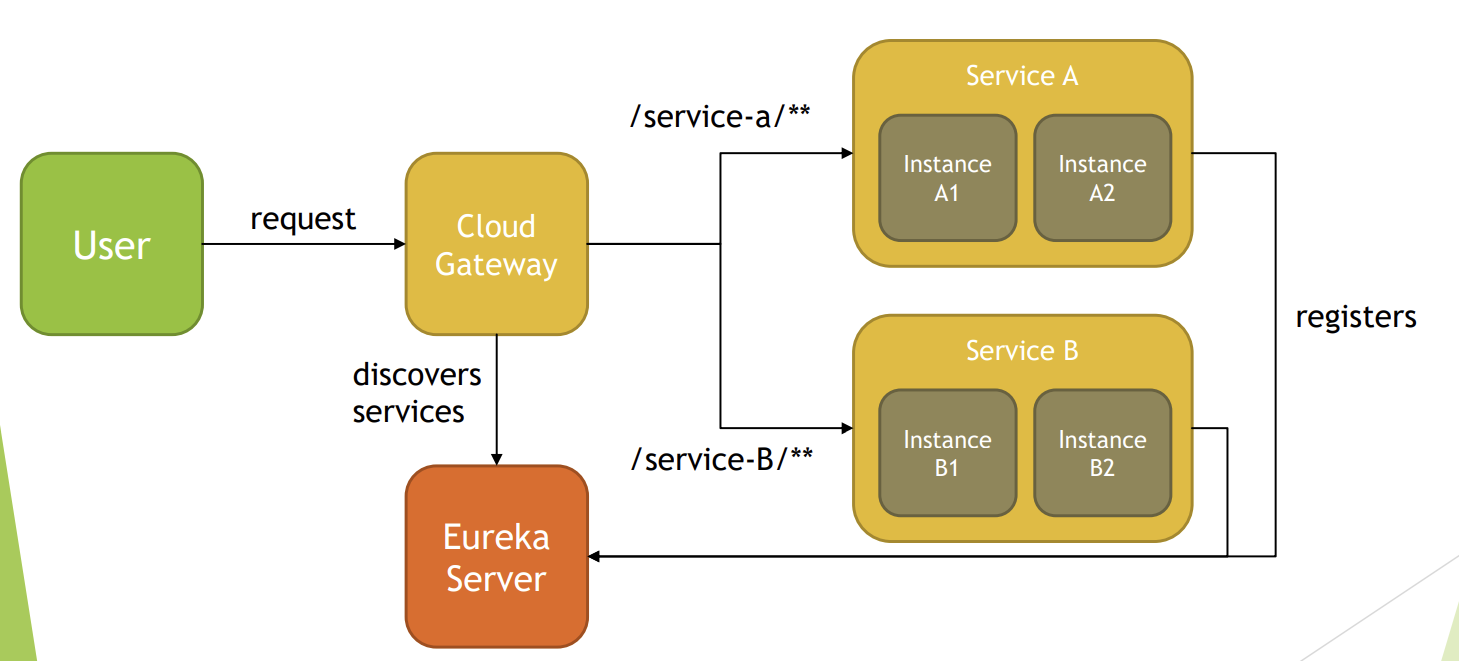 User
request
Cloud
Gateway
discovers
services
Eureka
Server
/service-a/**
Service A
Instance
A1
Instance
A2
/service-B/**
Service B
Instance
B1
Instance
B2
registers